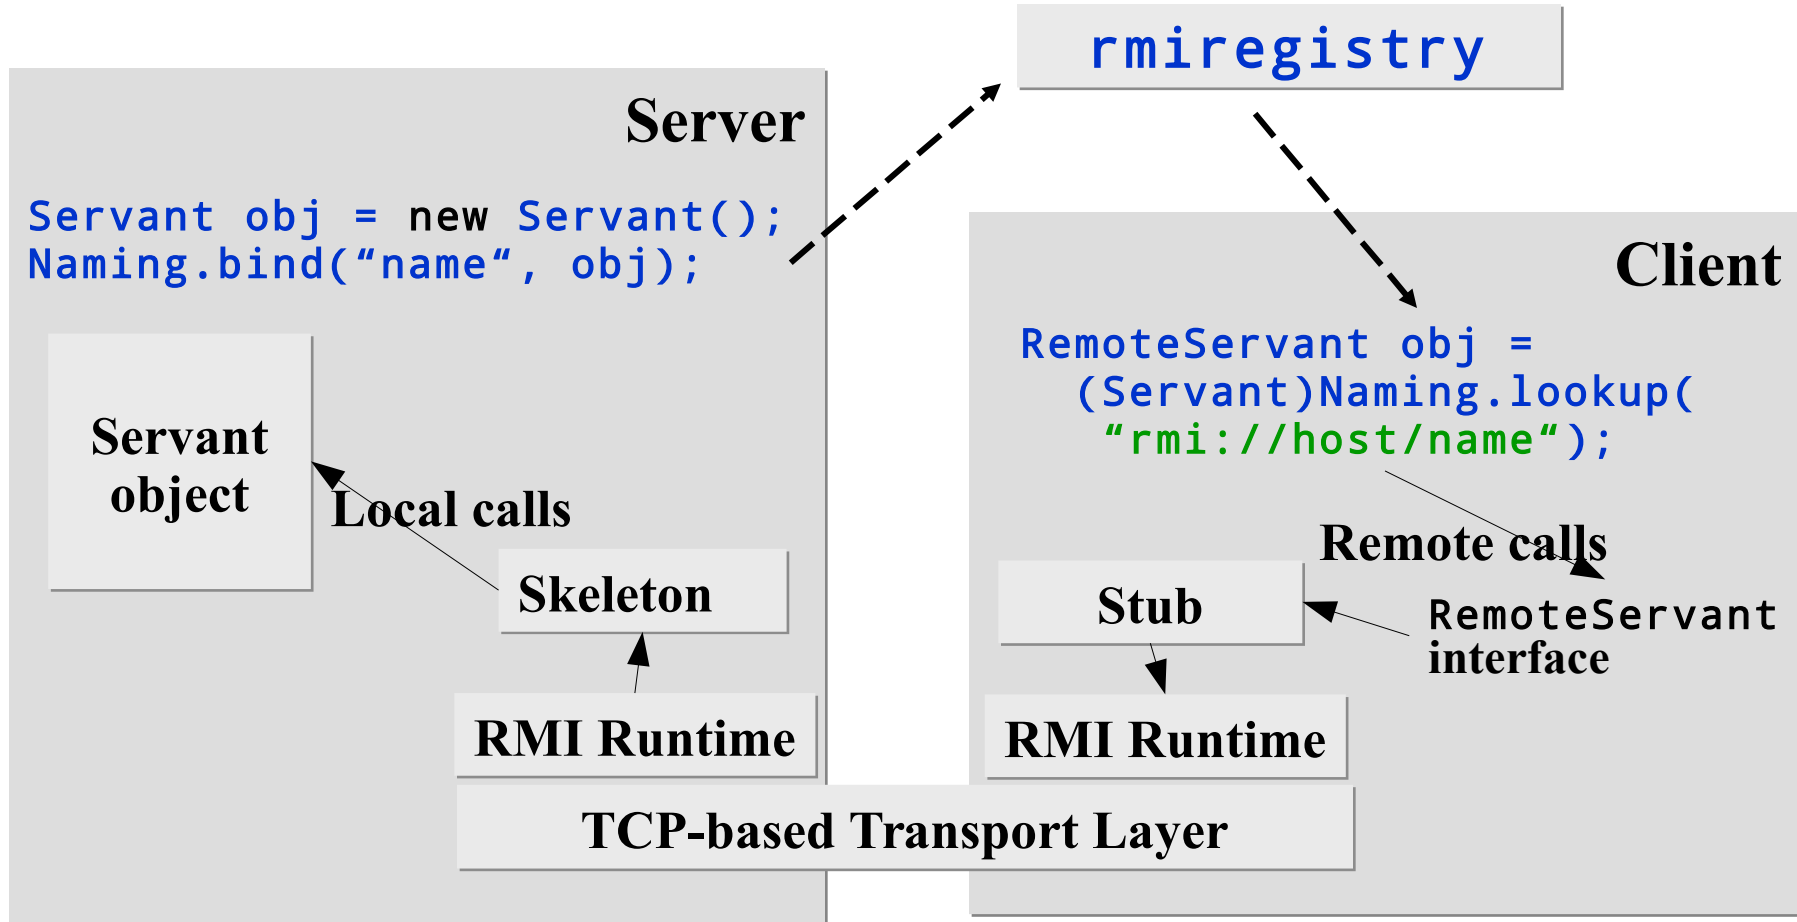 rmiregistry
Server
Servant obj = new Servant();
Naming.bind(“name“, obj);
Servant
object
Local calls
Skeleton
RMI Runtime
Client
RemoteServant obj =
(Servant)Naming.lookup(
“rmi://host/name“);
Remote calls
Stub
RemoteServant
interface
RMI Runtime
TCP-based Transport Layer